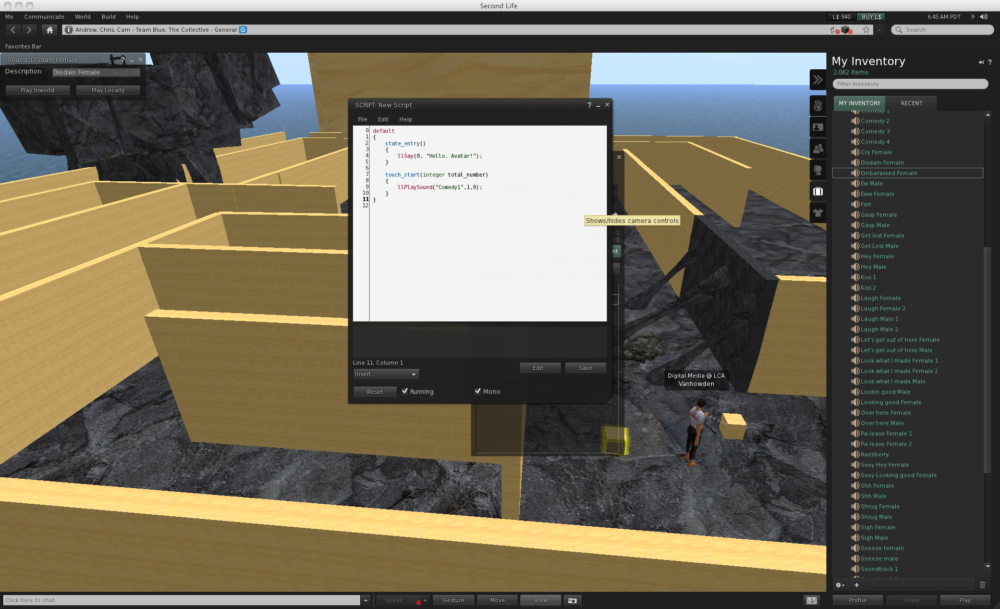 Second Life
Me Communicate World Build Help
L$ 940 BUY L$ 6:45 AM PDT
Andrew, Chris, Cam - Team Blue, The Collective - General G
Search
Favorites Bar
Sound: Disdain Female ?
Description: Disdain Female
Play Inworld Play Locally
SCRIPT: New Script ?
File Edit Help
0 default
1 {
2 state_entry()
3 {
4 llSay(0, "Hello, Avatar!");
5 }
6
7 touch_start(integer total_number)
8 {
9 llPlaySound("Comedy1",1,0);
10 }
11 }
12
Line 11, Column 1
Insert...
Edit... Save
Reset Running Mono
Shows/hides camera controls
: 1
: 1
nt
Digital Media @ LCA
Vanhowden
My Inventory ?
2,062 Items
Filter Inventory
MY INVENTORY RECENT
Comedy 1
Comedy 2
Comedy 3
Comedy 4
Cry Female
Disdain Female
Embarassed Female
Ew Male
Eww Female
Fart
Gasp Female
Gasp Male
Get lost Female
Get Lost Male
Hey Female
Hey Male
Kiss 1
Kiss 2
Laugh Female
Laugh Female 2
Laugh Male 1
Laugh Male 2
Let's get out of here Female
Let's get out of here Male
Look what I made Female 1
Look what I made Female 2
Look what I made Male
Lookin good Male
Looking good Female
Over here Female
Over here Male
Pa-lease Female 1
Pa-lease Female 2
Razzberry
Sexy Hey Female
Sexy Looking good Female
Shh Female
Shh Male
Shrug Female
Shrug Male
Sigh Female
Sigh Male
Sneeze female
Sneeze male
Soundtrack 1
Click here to chat. Speak Gesture Move View 1 Profile Share Play